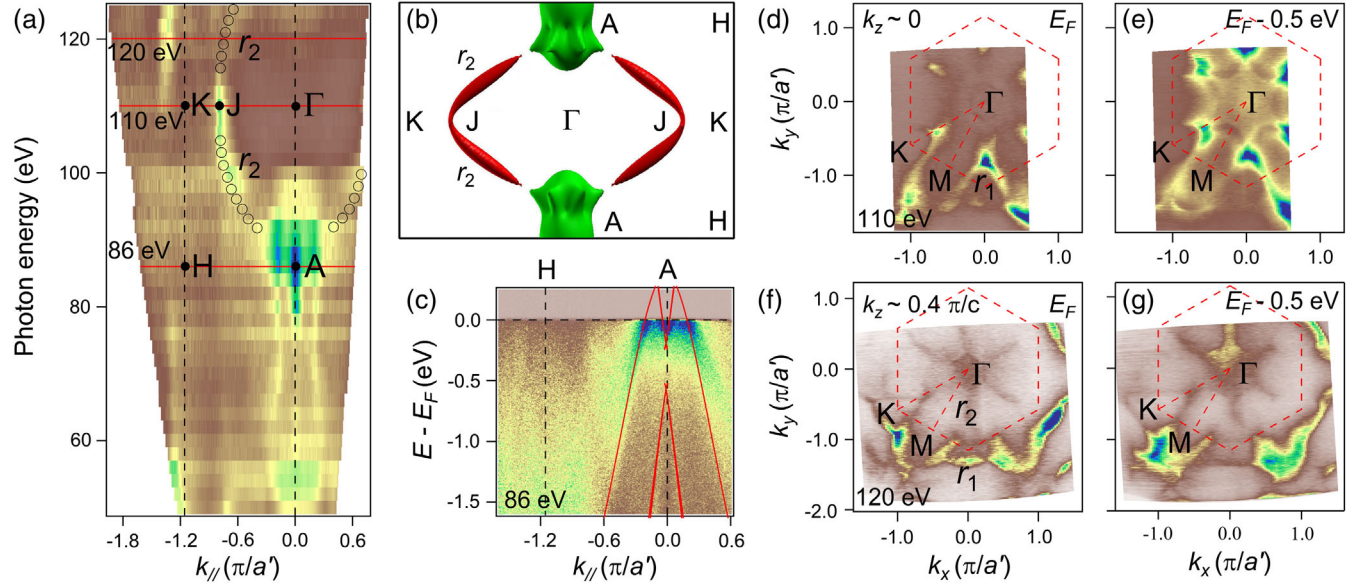 (a)
120
100
80
60
Photon energy (eV)
120 eV
r2
K
J
Γ
110 eV
r2
86 eV
H
A
-1.8
-1.2
-0.6
0.0
0.6
k// (π/a')
(b)
A
H
r2
K
J
Γ
J
K
r2
A
H
(c)
H
A
0.0
-0.5
-1.0
-1.5
E - EF (eV)
86 eV
-1.2
-0.6
0.0
0.6
k// (π/a')
(d)
kz ~ 0
EF
1.0
0.0
-1.0
ky (π/a')
Γ
K
M
r1
110 eV
-1.0
0.0
1.0
(e)
EF - 0.5 eV
Γ
K
M
-1.0
0.0
1.0
(f)
kz ~ 0.4 π/c
EF
1.0
0.0
-1.0
-2.0
ky (π/a')
Γ
K
r2
M
r1
120 eV
-1.0
0.0
1.0
kx (π/a')
(g)
EF - 0.5 eV
Γ
K
M
-1.0
0.0
1.0
kx (π/a')